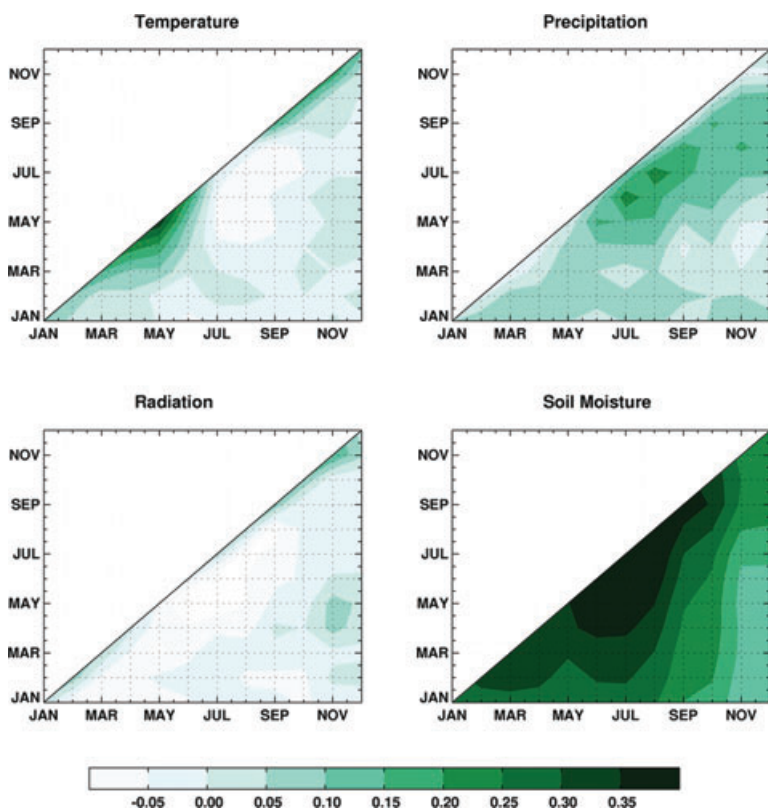 Temperature Precipitation
NOV NOV
SEP SEP
JUL JUL
MAY MAY
MAR MAR
JAN JAN
JAN MAR MAY JUL SEP NOV JAN MAR MAY JUL SEP NOV
Radiation Soil Moisture
NOV NOV
SEP SEP
JUL JUL
MAY MAY
MAR MAR
JAN JAN
JAN MAR MAY JUL SEP NOV JAN MAR MAY JUL SEP NOV
-0.05 0.00 0.05 0.10 0.15 0.20 0.25 0.30 0.35